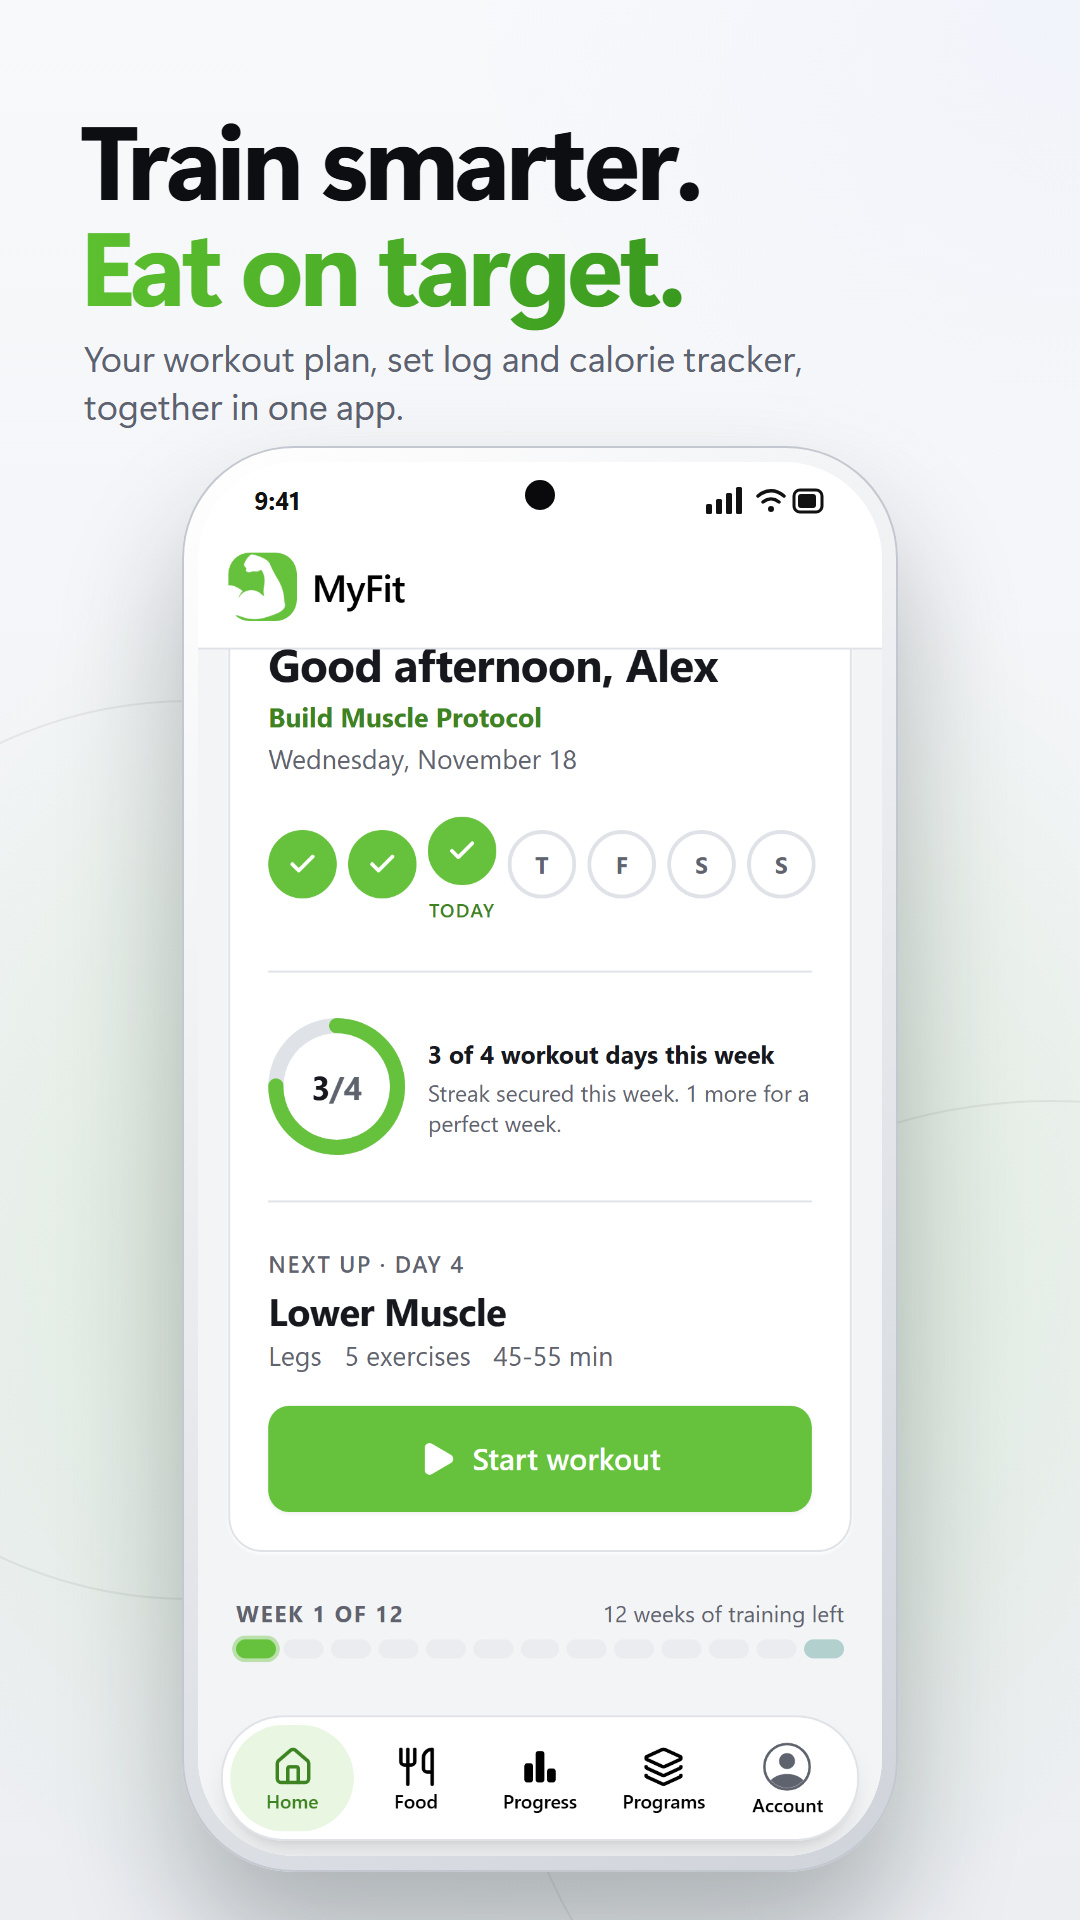 Train smarter.
Eat on target.
Your workout plan, set log and calorie tracker,
together in one app.
9:41
MyFit
Good afternoon, Alex
Build Muscle Protocol
Wednesday, November 18
T F S S
TODAY
3/4
3 of 4 workout days this week
Streak secured this week. 1 more for a
perfect week.
NEXT UP · DAY 4
Lower Muscle
Legs 5 exercises 45-55 min
Start workout
WEEK 1 OF 12 12 weeks of training left
Home Food Progress Programs Account